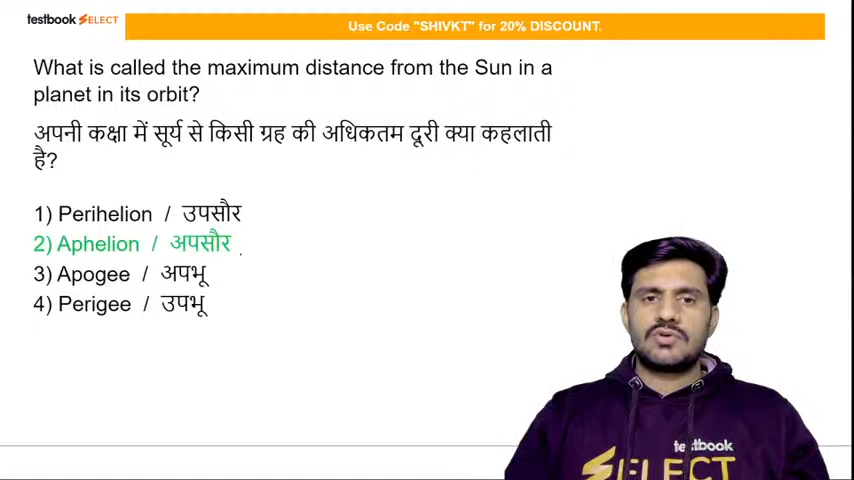 testbook SELECT
Use Code "SHIVKT" for 20% DISCOUNT.
What is called the maximum distance from the Sun in a
planet in its orbit?
अपनी कक्षा में सूर्य से किसी ग्रह की अधिकतम दूरी क्या कहलाती
है?
1) Perihelion / उपसौर
2) Aphelion / अपसौर
3) Apogee / अपभू
4) Perigee / उपभू
testbook
SELECT